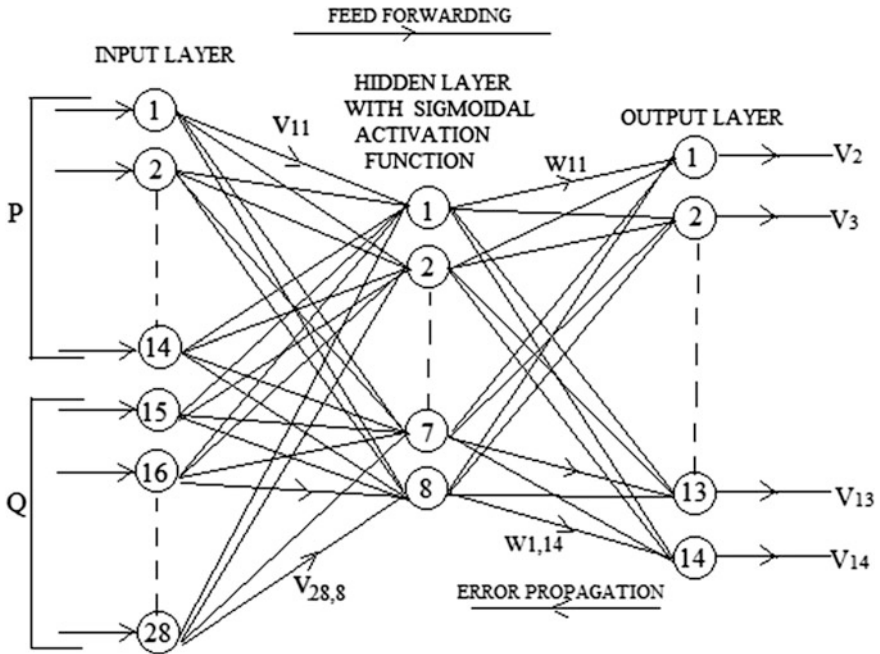 FEED FORWARDING
INPUT LAYER
HIDDEN LAYER
WITH SIGMOIDAL
ACTIVATION
FUNCTION
OUTPUT LAYER
P
Q
1
2
14
15
16
28
V11
V28,8
1
2
7
8
W11
W1,14
1
2
13
14
V2
V3
V13
V14
ERROR PROPAGATION